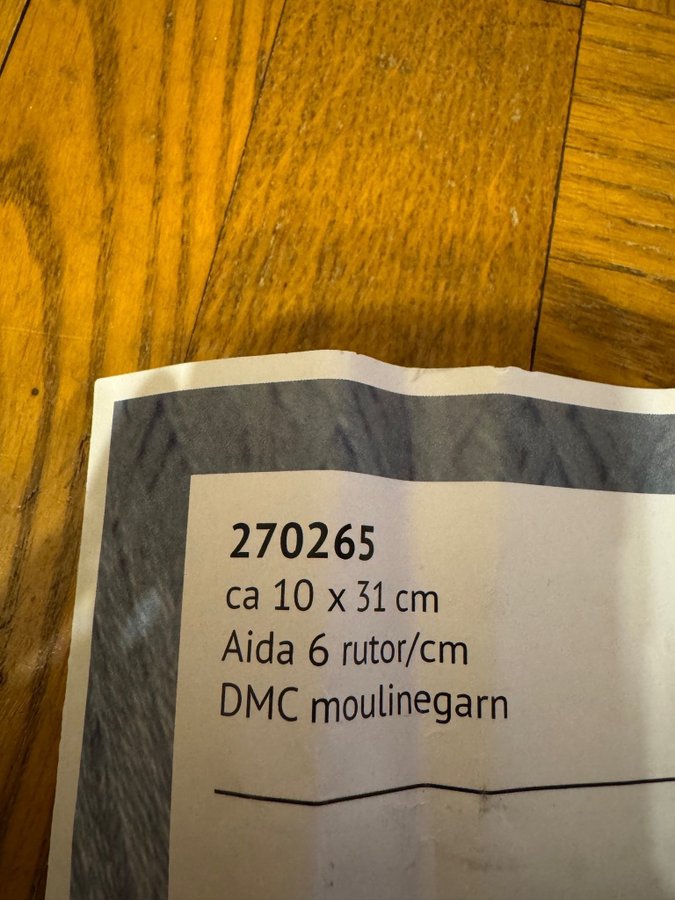 270265
ca 10 x 31 cm
Aida 6 rutor/cm
DMC moulinegarn